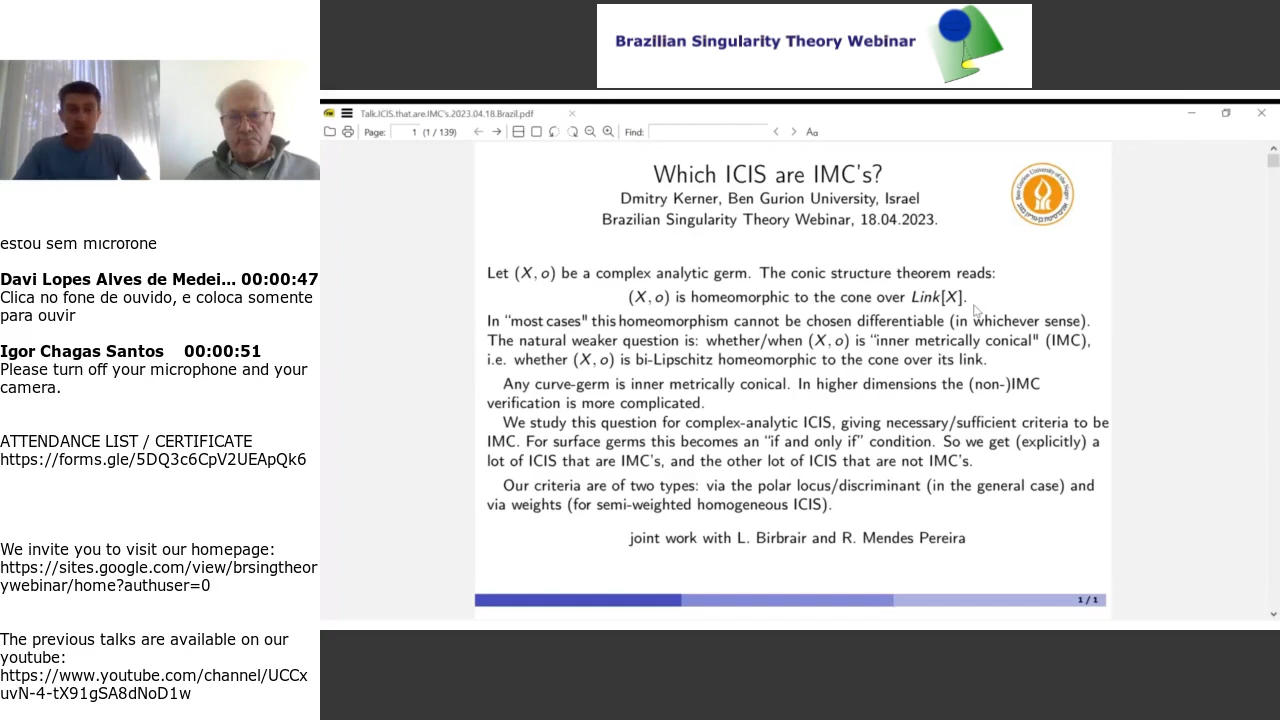 Brazilian Singularity Theory Webinar
Talk.ICIS.that.are.IMC's.2023.04.18.Brazil.pdf
Page: 1 (1 / 139) Find: Aa
Which ICIS are IMC's?
Dmitry Kerner, Ben Gurion University, Israel
Brazilian Singularity Theory Webinar, 18.04.2023.
Let (X, o) be a complex analytic germ. The conic structure theorem reads:
(X, o) is homeomorphic to the cone over Link[X].
In "most cases" this homeomorphism cannot be chosen differentiable (in whichever sense).
The natural weaker question is: whether/when (X, o) is "inner metrically conical" (IMC),
i.e. whether (X, o) is bi-Lipschitz homeomorphic to the cone over its link.
Any curve-germ is inner metrically conical. In higher dimensions the (non-)IMC
verification is more complicated.
We study this question for complex-analytic ICIS, giving necessary/sufficient criteria to be
IMC. For surface germs this becomes an "if and only if" condition. So we get (explicitly) a
lot of ICIS that are IMC's, and the other lot of ICIS that are not IMC's.
Our criteria are of two types: via the polar locus/discriminant (in the general case) and
via weights (for semi-weighted homogeneous ICIS).
joint work with L. Birbrair and R. Mendes Pereira
1 / 1
estou sem microfone
Davi Lopes Alves de Medei... 00:00:47
Clica no fone de ouvido, e coloca somente
para ouvir
Igor Chagas Santos 00:00:51
Please turn off your microphone and your
camera.
ATTENDANCE LIST / CERTIFICATE
https://forms.gle/5DQ3c6CpV2UEApQk6
We invite you to visit our homepage:
https://sites.google.com/view/brsingtheor
ywebinar/home?authuser=0
The previous talks are available on our
youtube:
https://www.youtube.com/channel/UCCx
uvN-4-tX91gSA8dNoD1w